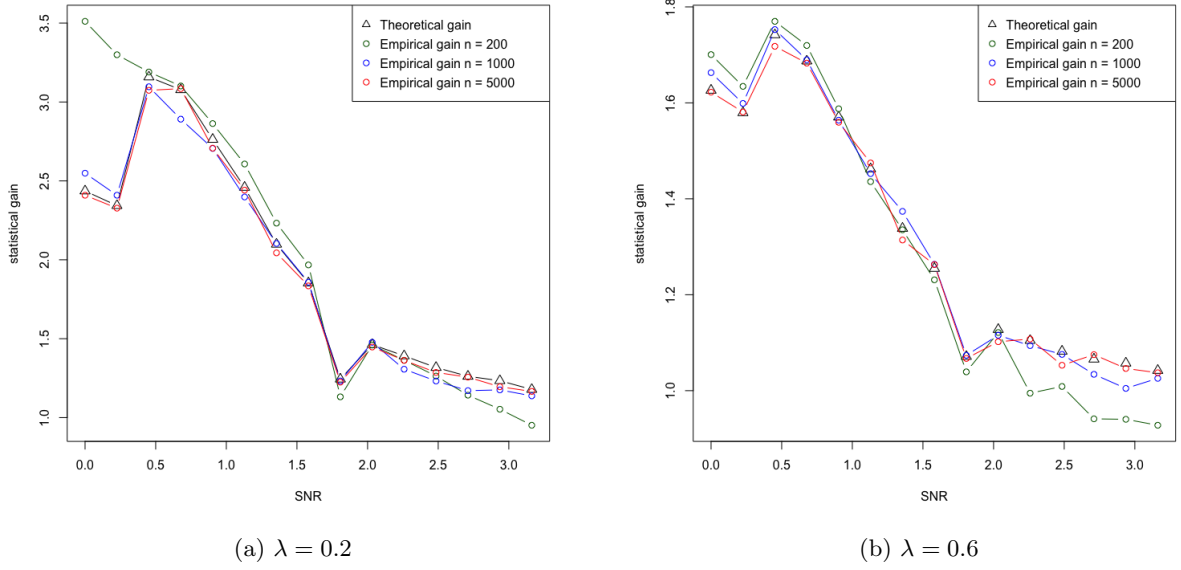 Theoretical gain
Empirical gain n = 200
Empirical gain n = 1000
Empirical gain n = 5000
statistical gain
3.5
3.0
2.5
2.0
1.5
1.0
0.0 0.5 1.0 1.5 2.0 2.5 3.0
SNR
(a) λ = 0.2
Theoretical gain
Empirical gain n = 200
Empirical gain n = 1000
Empirical gain n = 5000
statistical gain
1.8
1.6
1.4
1.2
1.0
0.0 0.5 1.0 1.5 2.0 2.5 3.0
SNR
(b) λ = 0.6